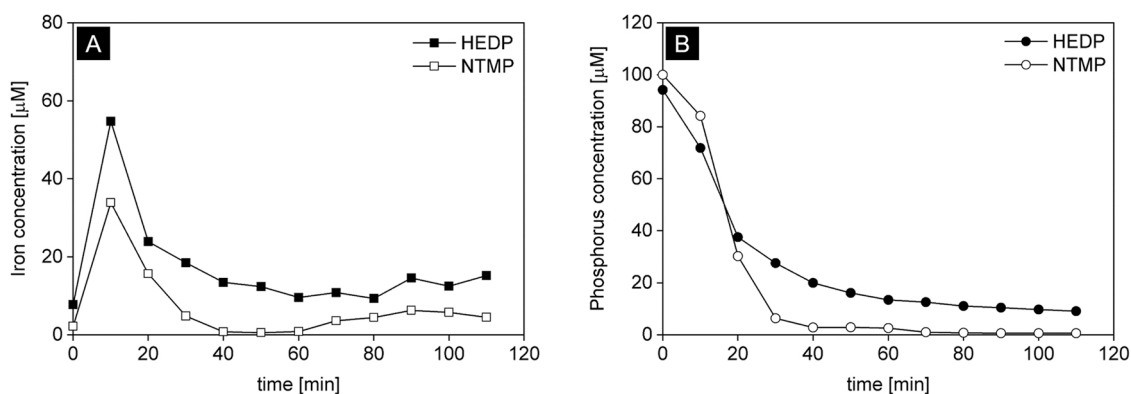 A
HEDP
NTMP
Iron concentration [µM]
80
60
40
20
0
0 20 40 60 80 100 120
time [min]
B
HEDP
NTMP
Phosphorus concentration [µM]
120
100
80
60
40
20
0
0 20 40 60 80 100 120
time [min]